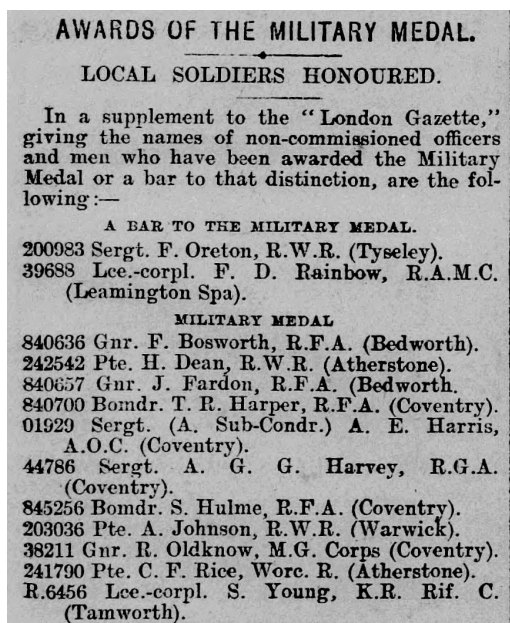 AWARDS OF THE MILITARY MEDAL.
LOCAL SOLDIERS HONOURED.
In a supplement to the "London Gazette,"
giving the names of non-commissioned officers
and men who have been awarded the Military
Medal or a bar to that distinction, are the fol-
lowing:—
A BAR TO THE MILITARY MEDAL.
200983 Sergt. F. Oreton, R.W.R. (Tyseley).
39688 Lce.-corpl. F. D. Rainbow, R.A.M.C.
(Leamington Spa).
MILITARY MEDAL
840636 Gnr. F. Bosworth, R.F.A. (Bedworth).
242542 Pte. H. Dean, R.W.R. (Atherstone).
840657 Gnr. J. Fardon, R.F.A. (Bedworth.
840700 Bomdr. T. R. Harper, R.F.A. (Coventry).
01929 Sergt. (A. Sub-Condr.) A. E. Harris,
A.O.C. (Coventry).
44786 Sergt. A. G. G. Harvey, R.G.A.
(Coventry).
845256 Bomdr. S. Hulme, R.F.A. (Coventry).
203036 Pte. A. Johnson, R.W.R. (Warwick).
38211 Gnr. R. Oldknow, M.G. Corps (Coventry).
241790 Pte. C. F. Rice, Worc. R. (Atherstone).
R.6456 Lce.-corpl. S. Young, K.R. Rif. C.
(Tamworth).